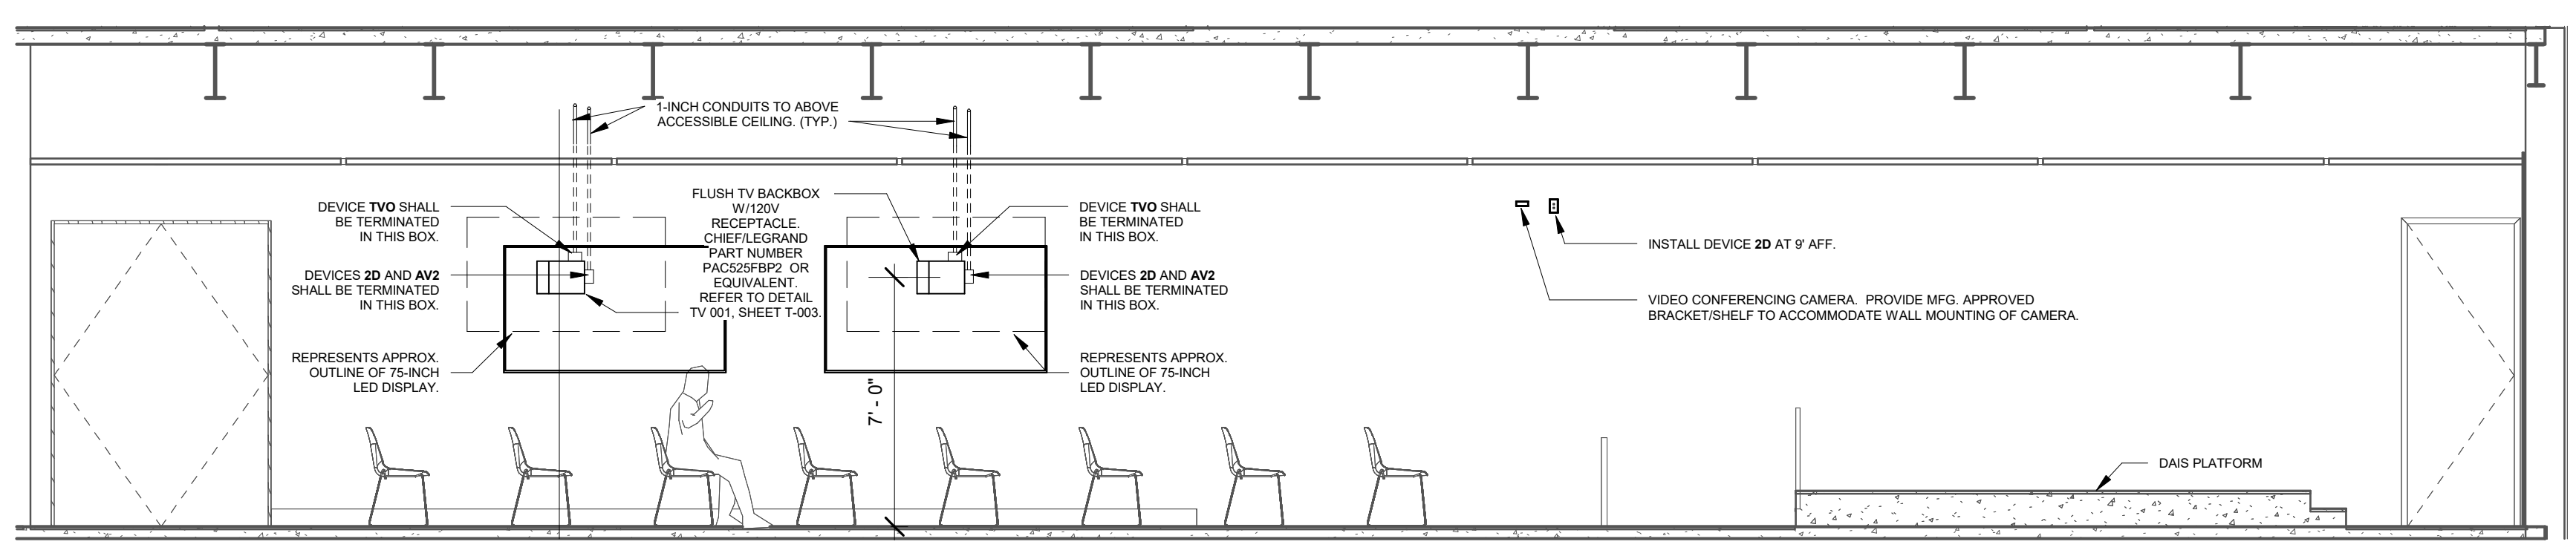 1-INCH CONDUITS TO ABOVE
ACCESSIBLE CEILING. (TYP.)
DEVICE TVO SHALL
BE TERMINATED
IN THIS BOX.
DEVICES 2D AND AV2
SHALL BE TERMINATED
IN THIS BOX.
REPRESENTS APPROX.
OUTLINE OF 75-INCH
LED DISPLAY.
FLUSH TV BACKBOX
W/120V
RECEPTACLE.
CHIEF/LEGRAND
PART NUMBER
PAC525FBP2 OR
EQUIVALENT.
REFER TO DETAIL
TV 001, SHEET T-003.
7' - 0"
DEVICE TVO SHALL
BE TERMINATED
IN THIS BOX.
DEVICES 2D AND AV2
SHALL BE TERMINATED
IN THIS BOX.
REPRESENTS APPROX.
OUTLINE OF 75-INCH
LED DISPLAY.
INSTALL DEVICE 2D AT 9' AFF.
VIDEO CONFERENCING CAMERA. PROVIDE MFG. APPROVED
BRACKET/SHELF TO ACCOMMODATE WALL MOUNTING OF CAMERA.
DAIS PLATFORM